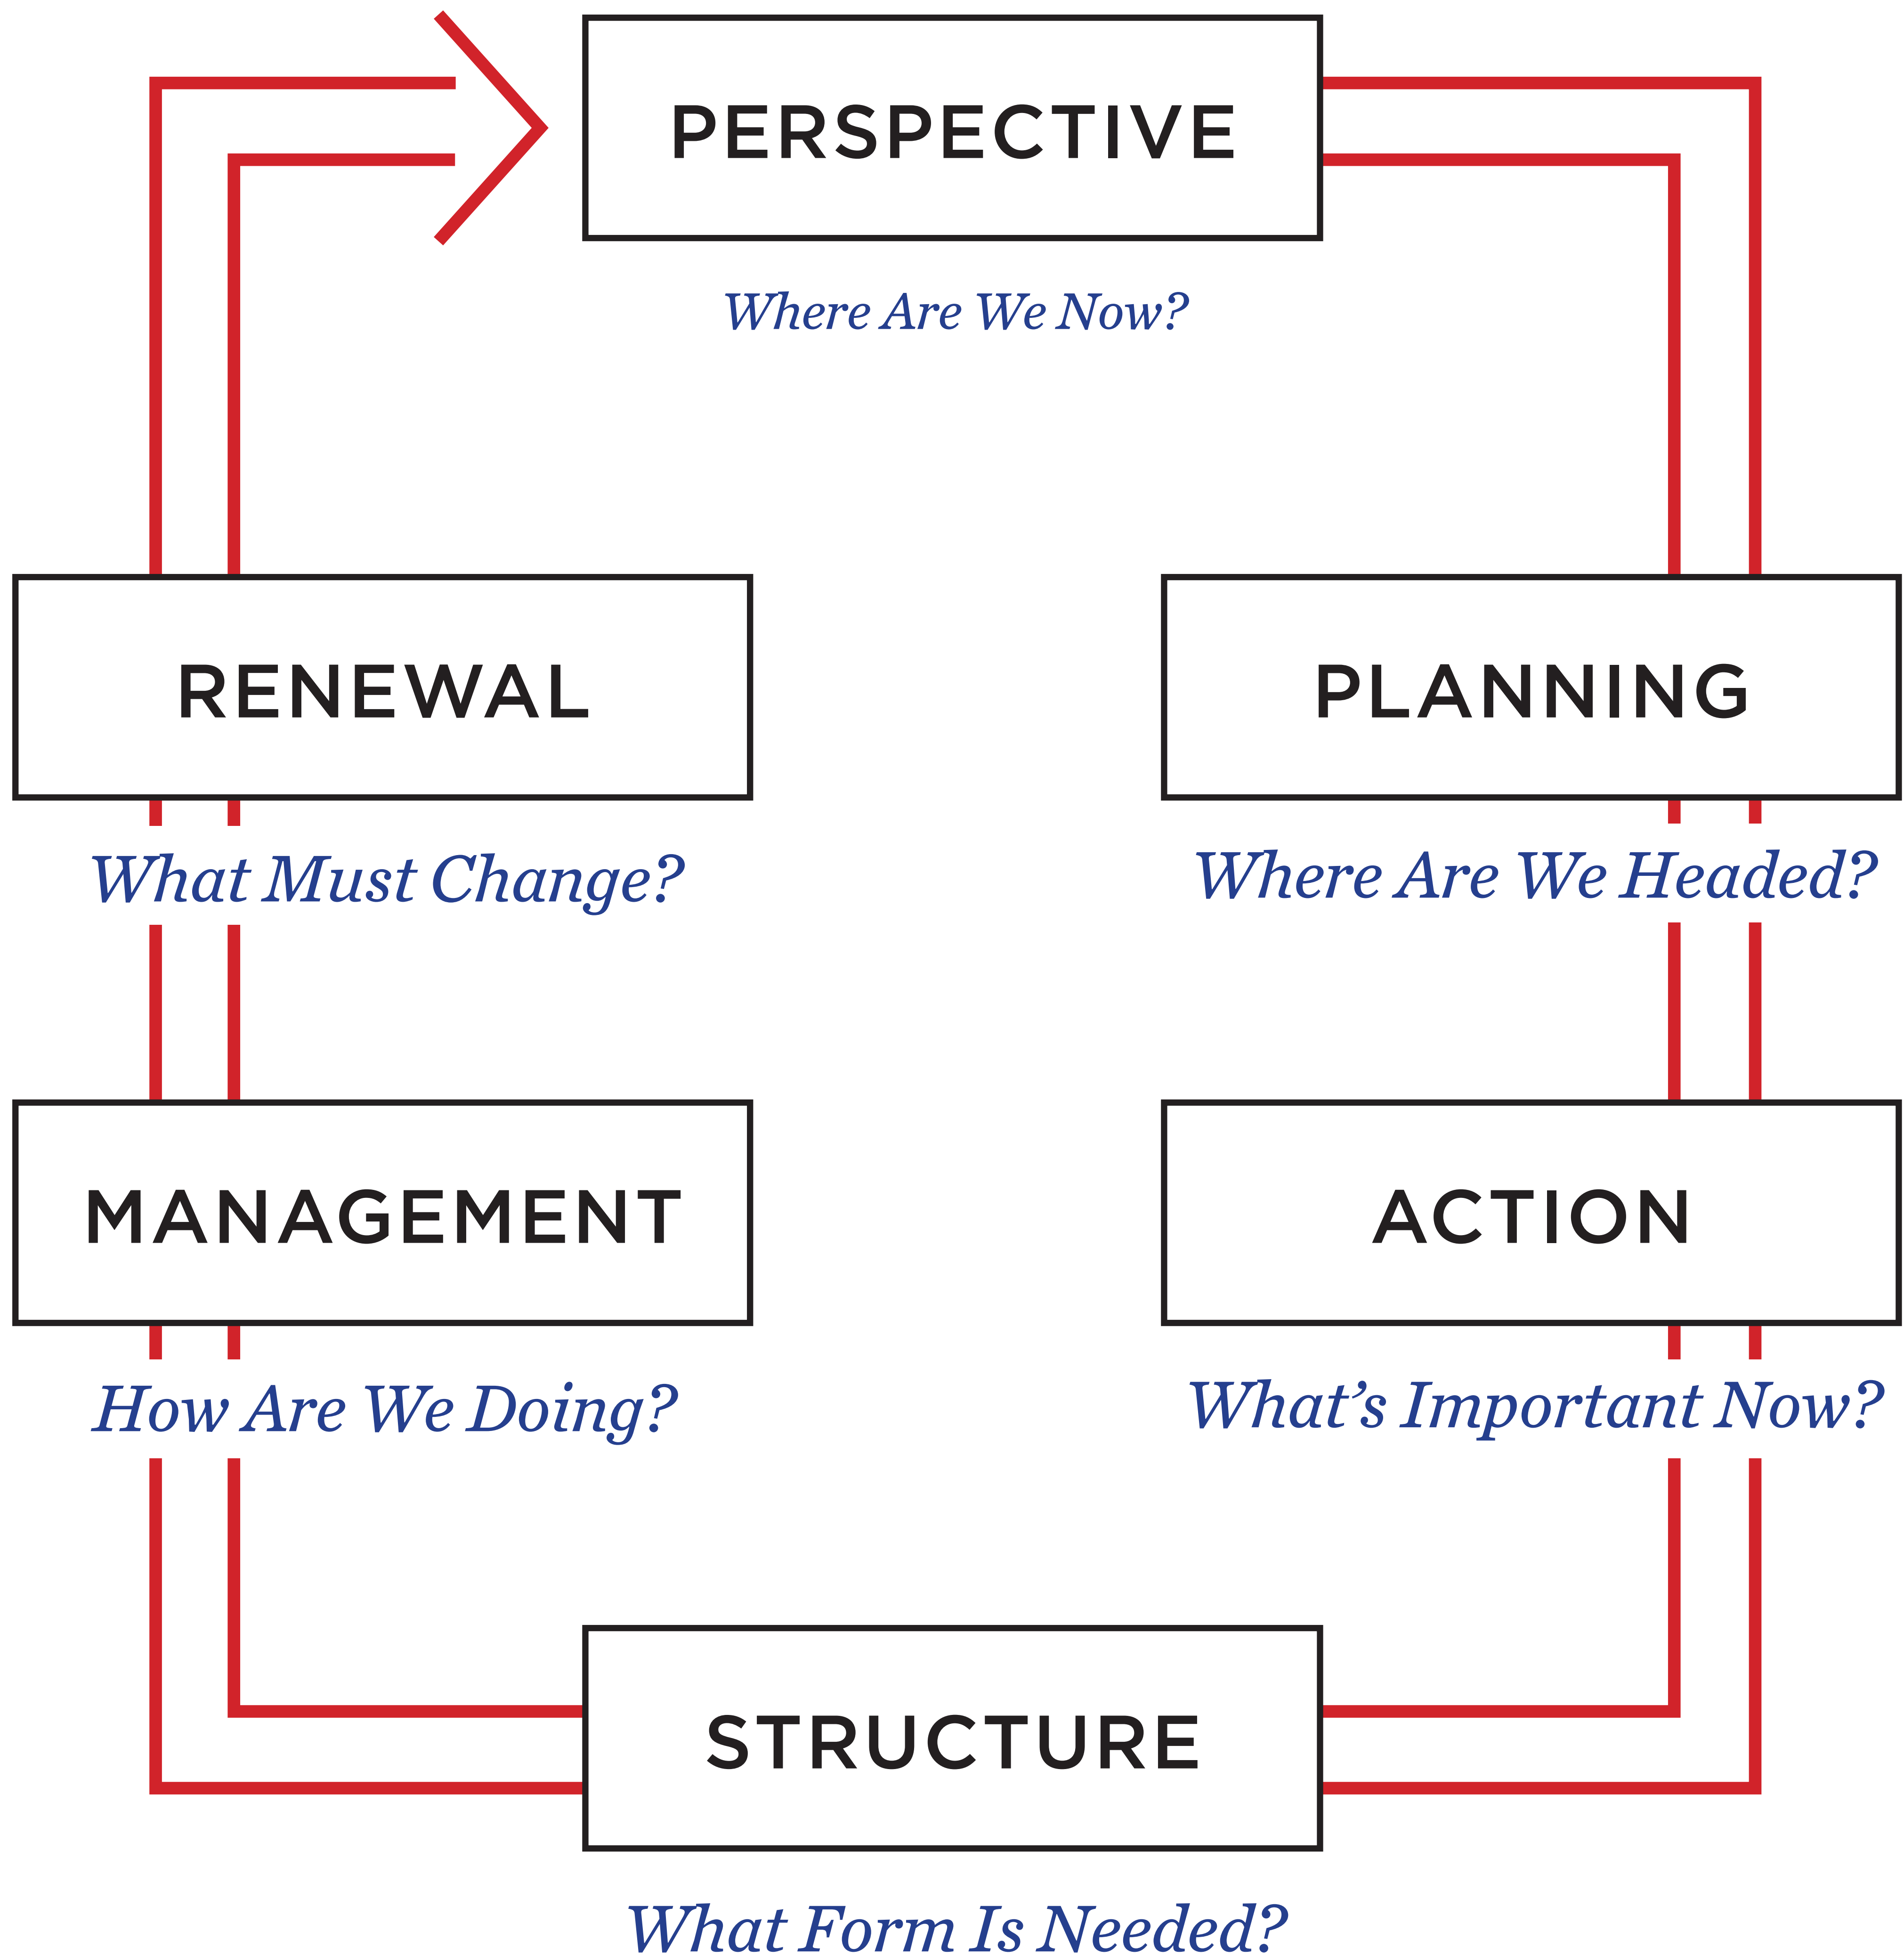 PERSPECTIVE
Where Are We Now?
RENEWAL
PLANNING
What Must Change?
Where Are We Headed?
MANAGEMENT
ACTION
How Are We Doing?
What’s Important Now?
STRUCTURE
What Form Is Needed?